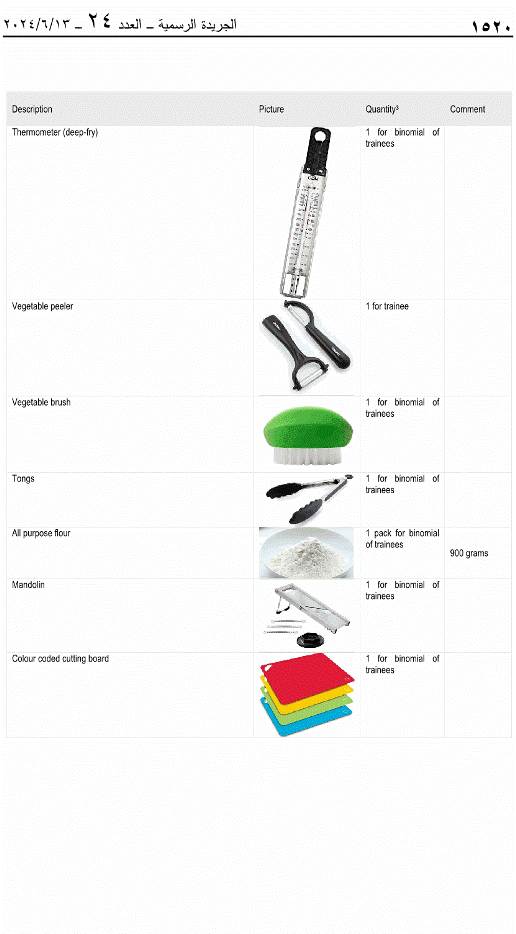 ١٥٢٠ الجريدة الرسمية ـ العدد ٢٤ ـ ٢٠٢٤/٦/١٣
Description Picture Quantity³ Comment
Thermometer (deep-fry) 1 for binomial of
trainees
Vegetable peeler 1 for trainee
Vegetable brush 1 for binomial of
trainees
Tongs 1 for binomial of
trainees
All purpose flour 1 pack for binomial
of trainees
900 grams
Mandolin 1 for binomial of
trainees
Colour coded cutting board 1 for binomial of
trainees